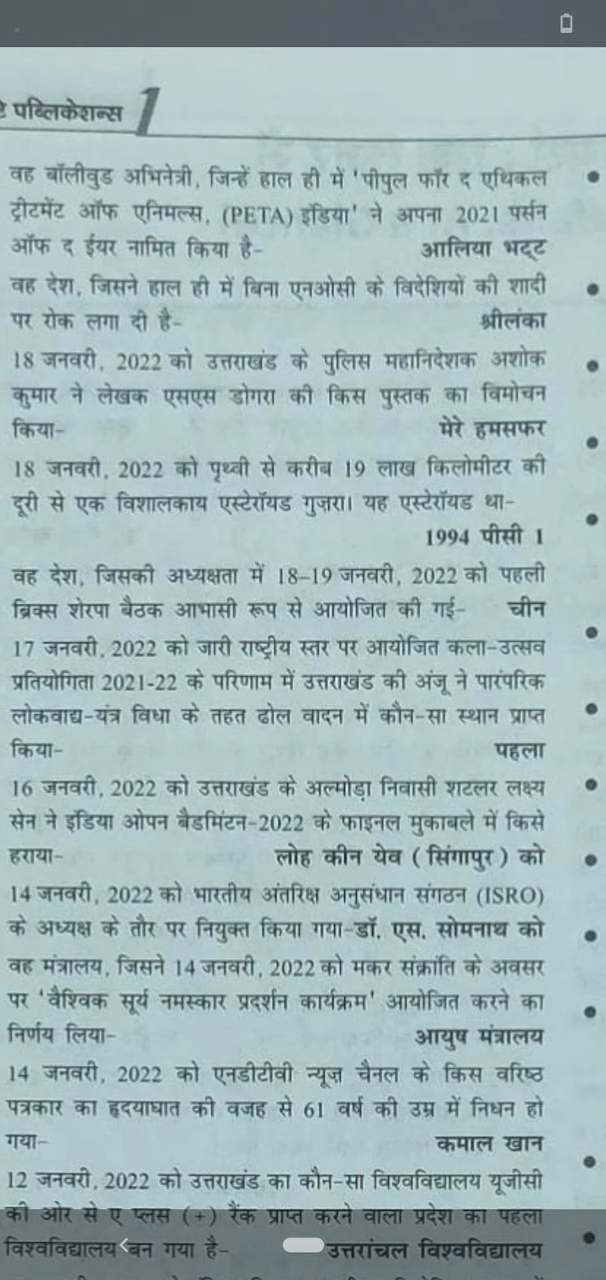 पब्लिकेशन्स 1
वह बॉलीवुड अभिनेत्री, जिन्हें हाल ही में 'पीपुल फॉर द एथिकल
ट्रीटमेंट ऑफ एनिमल्स, (PETA) इंडिया' ने अपना 2021 पर्सन
ऑफ द ईयर नामित किया है- आलिया भट्ट
वह देश, जिसने हाल ही में बिना एनओसी के विदेशियों की शादी
पर रोक लगा दी है- श्रीलंका
18 जनवरी, 2022 को उत्तराखंड के पुलिस महानिदेशक अशोक
कुमार ने लेखक एसएस डोगरा की किस पुस्तक का विमोचन
किया- मेरे हमसफर
18 जनवरी, 2022 को पृथ्वी से करीब 19 लाख किलोमीटर की
दूरी से एक विशालकाय एस्टेरॉयड गुज़रा। यह एस्टेरॉयड था-
1994 पीसी 1
वह देश, जिसकी अध्यक्षता में 18-19 जनवरी, 2022 को पहली
ब्रिक्स शेरपा बैठक आभासी रूप से आयोजित की गई- चीन
17 जनवरी, 2022 को जारी राष्ट्रीय स्तर पर आयोजित कला-उत्सव
प्रतियोगिता 2021-22 के परिणाम में उत्तराखंड की अंजू ने पारंपरिक
लोकवाद्य-यंत्र विधा के तहत ढोल वादन में कौन-सा स्थान प्राप्त
किया- पहला
16 जनवरी, 2022 को उत्तराखंड के अल्मोड़ा निवासी शटलर लक्ष्य
सेन ने इंडिया ओपन बैडमिंटन-2022 के फाइनल मुकाबले में किसे
हराया- लोह कीन येव (सिंगापुर) को
14 जनवरी, 2022 को भारतीय अंतरिक्ष अनुसंधान संगठन (ISRO)
के अध्यक्ष के तौर पर नियुक्त किया गया-डॉ. एस. सोमनाथ को
वह मंत्रालय, जिसने 14 जनवरी, 2022 को मकर संक्रांति के अवसर
पर 'वैश्विक सूर्य नमस्कार प्रदर्शन कार्यक्रम' आयोजित करने का
निर्णय लिया- आयुष मंत्रालय
14 जनवरी, 2022 को एनडीटीवी न्यूज़ चैनल के किस वरिष्ठ
पत्रकार का हृदयाघात की वजह से 61 वर्ष की उम्र में निधन हो
गया- कमाल खान
12 जनवरी, 2022 को उत्तराखंड का कौन-सा विश्वविद्यालय यूजीसी
की ओर से ए प्लस (+) रैंक प्राप्त करने वाला प्रदेश का पहला
विश्वविद्यालय बन गया है- उत्तरांचल विश्वविद्यालय